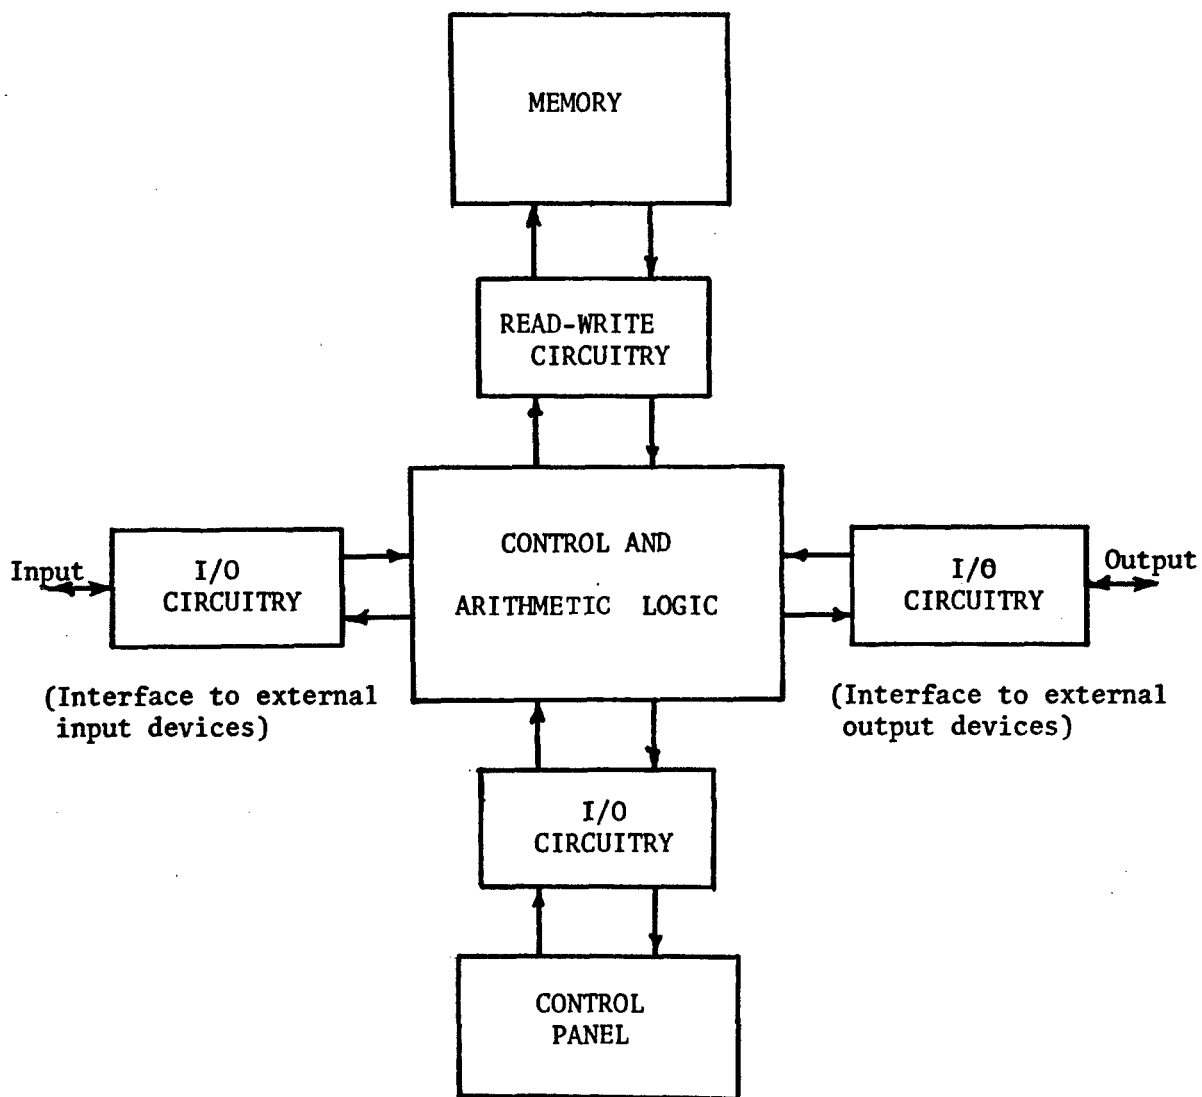 MEMORY
READ-WRITE
CIRCUITRY
CONTROL AND
ARITHMETIC LOGIC
Input
I/O
CIRCUITRY
(Interface to external
input devices)
I/O
CIRCUITRY
Output
(Interface to external
output devices)
I/O
CIRCUITRY
CONTROL
PANEL